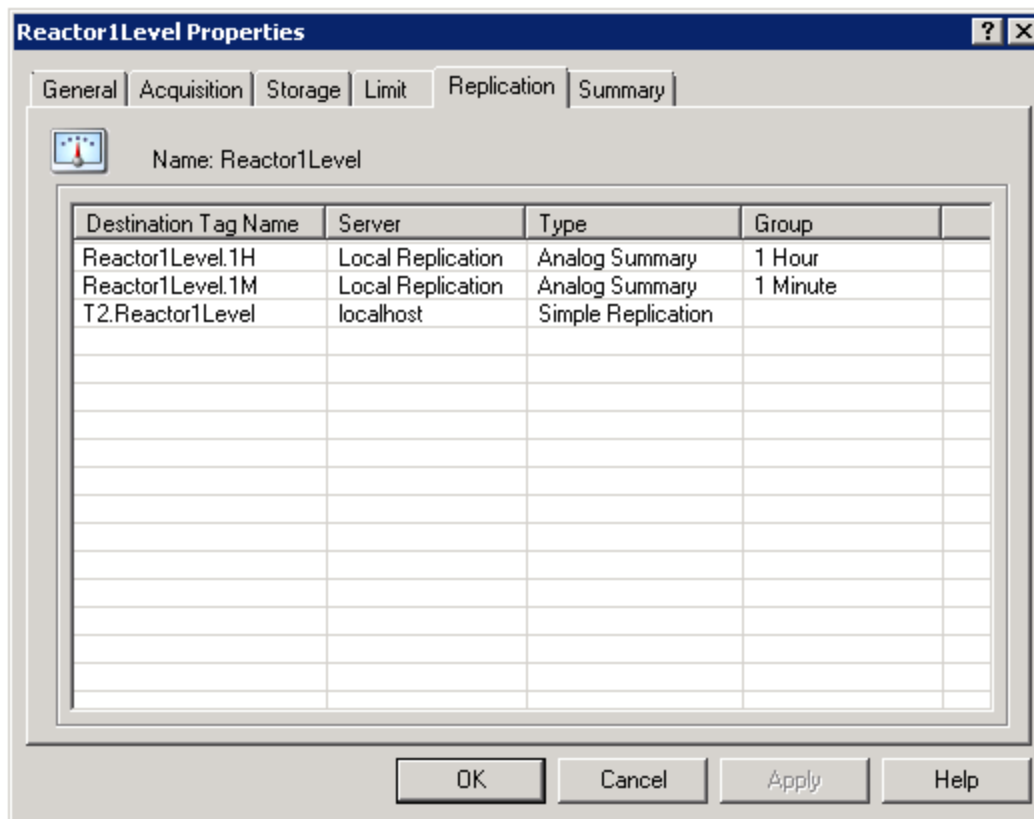 Reactor1Level Properties
General Acquisition Storage Limit Replication Summary
Name: Reactor1Level
Destination Tag Name Server Type Group
Reactor1Level.1H Local Replication Analog Summary 1 Hour
Reactor1Level.1M Local Replication Analog Summary 1 Minute
T2.Reactor1Level localhost Simple Replication
OK Cancel Apply Help